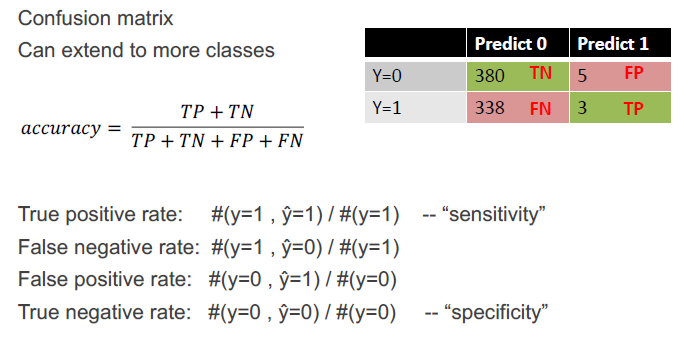 Confusion matrix
Can extend to more classes
accuracy = TP + TN / TP + TN + FP + FN
Predict 0 Predict 1
Y=0 380 TN 5 FP
Y=1 338 FN 3 TP
True positive rate: #(y=1 , ŷ=1) / #(y=1) -- “sensitivity”
False negative rate: #(y=1 , ŷ=0) / #(y=1)
False positive rate: #(y=0 , ŷ=1) / #(y=0)
True negative rate: #(y=0 , ŷ=0) / #(y=0) -- “specificity”